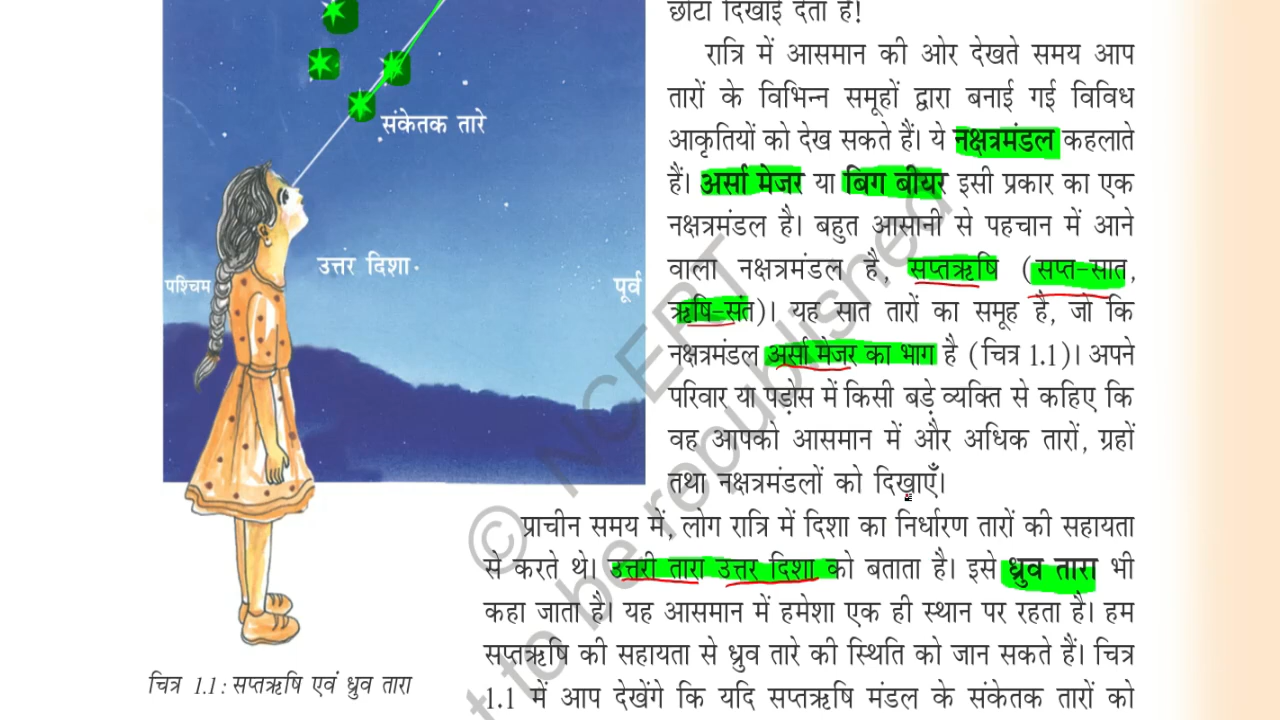 छोटा दिखाई देता है!
रात्रि में आसमान की ओर देखते समय आप
तारों के विभिन्न समूहों द्वारा बनाई गई विविध
आकृतियों को देख सकते हैं। ये नक्षत्रमंडल कहलाते
हैं। अर्सा मेजर या बिग बीयर इसी प्रकार का एक
नक्षत्रमंडल है। बहुत आसानी से पहचान में आने
वाला नक्षत्रमंडल है, सप्तऋषि (सप्त-सात,
ऋषि-संत)। यह सात तारों का समूह है, जो कि
नक्षत्रमंडल अर्सा मेजर का भाग है (चित्र 1.1)। अपने
परिवार या पड़ोस में किसी बड़े व्यक्ति से कहिए कि
वह आपको आसमान में और अधिक तारों, ग्रहों
तथा नक्षत्रमंडलों को दिखाएँ।
संकेतक तारे
उत्तर दिशा
पश्चिम
पूर्व
प्राचीन समय में, लोग रात्रि में दिशा का निर्धारण तारों की सहायता
से करते थे। उत्तरी तारा उत्तर दिशा को बताता है। इसे ध्रुव तारा भी
कहा जाता है। यह आसमान में हमेशा एक ही स्थान पर रहता है। हम
सप्तऋषि की सहायता से ध्रुव तारे की स्थिति को जान सकते हैं। चित्र
1.1 में आप देखेंगे कि यदि सप्तऋषि मंडल के संकेतक तारों को
चित्र 1.1 : सप्तऋषि एवं ध्रुव तारा
© NCERT
t to be republished